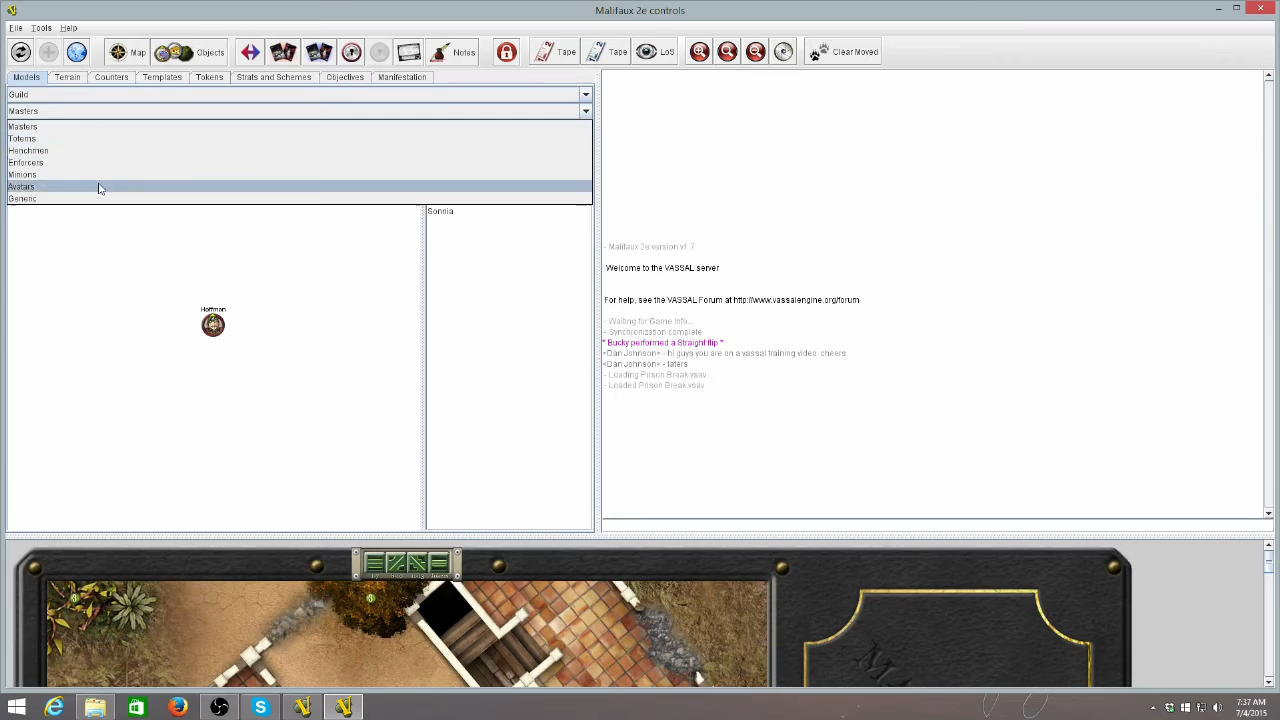 Malifaux 2e controls
File Tools Help
Map Objects Notes Tape Tape LoS Clear Moved
Models Terrain Counters Templates Tokens Strats and Schemes Objectives Manifestation
Guild
Masters
Masters
Totems
Henchmen
Enforcers
Minions
Avatars
Generic
Sonnia
Hoffman
- Malifaux 2e version v1.7
Welcome to the VASSAL server
For help, see the VASSAL Forum at http://www.vassalengine.org/forum
- Waiting for Game Info...
- Synchronization complete
* Bucky performed a Straight flip *
<Dan Johnson> - hi guys you are on a vassal training video. cheers
<Dan Johnson> - laters
- Loading Prison Break.vsav ...
- Loaded Prison Break.vsav
7:37 AM
7/4/2015